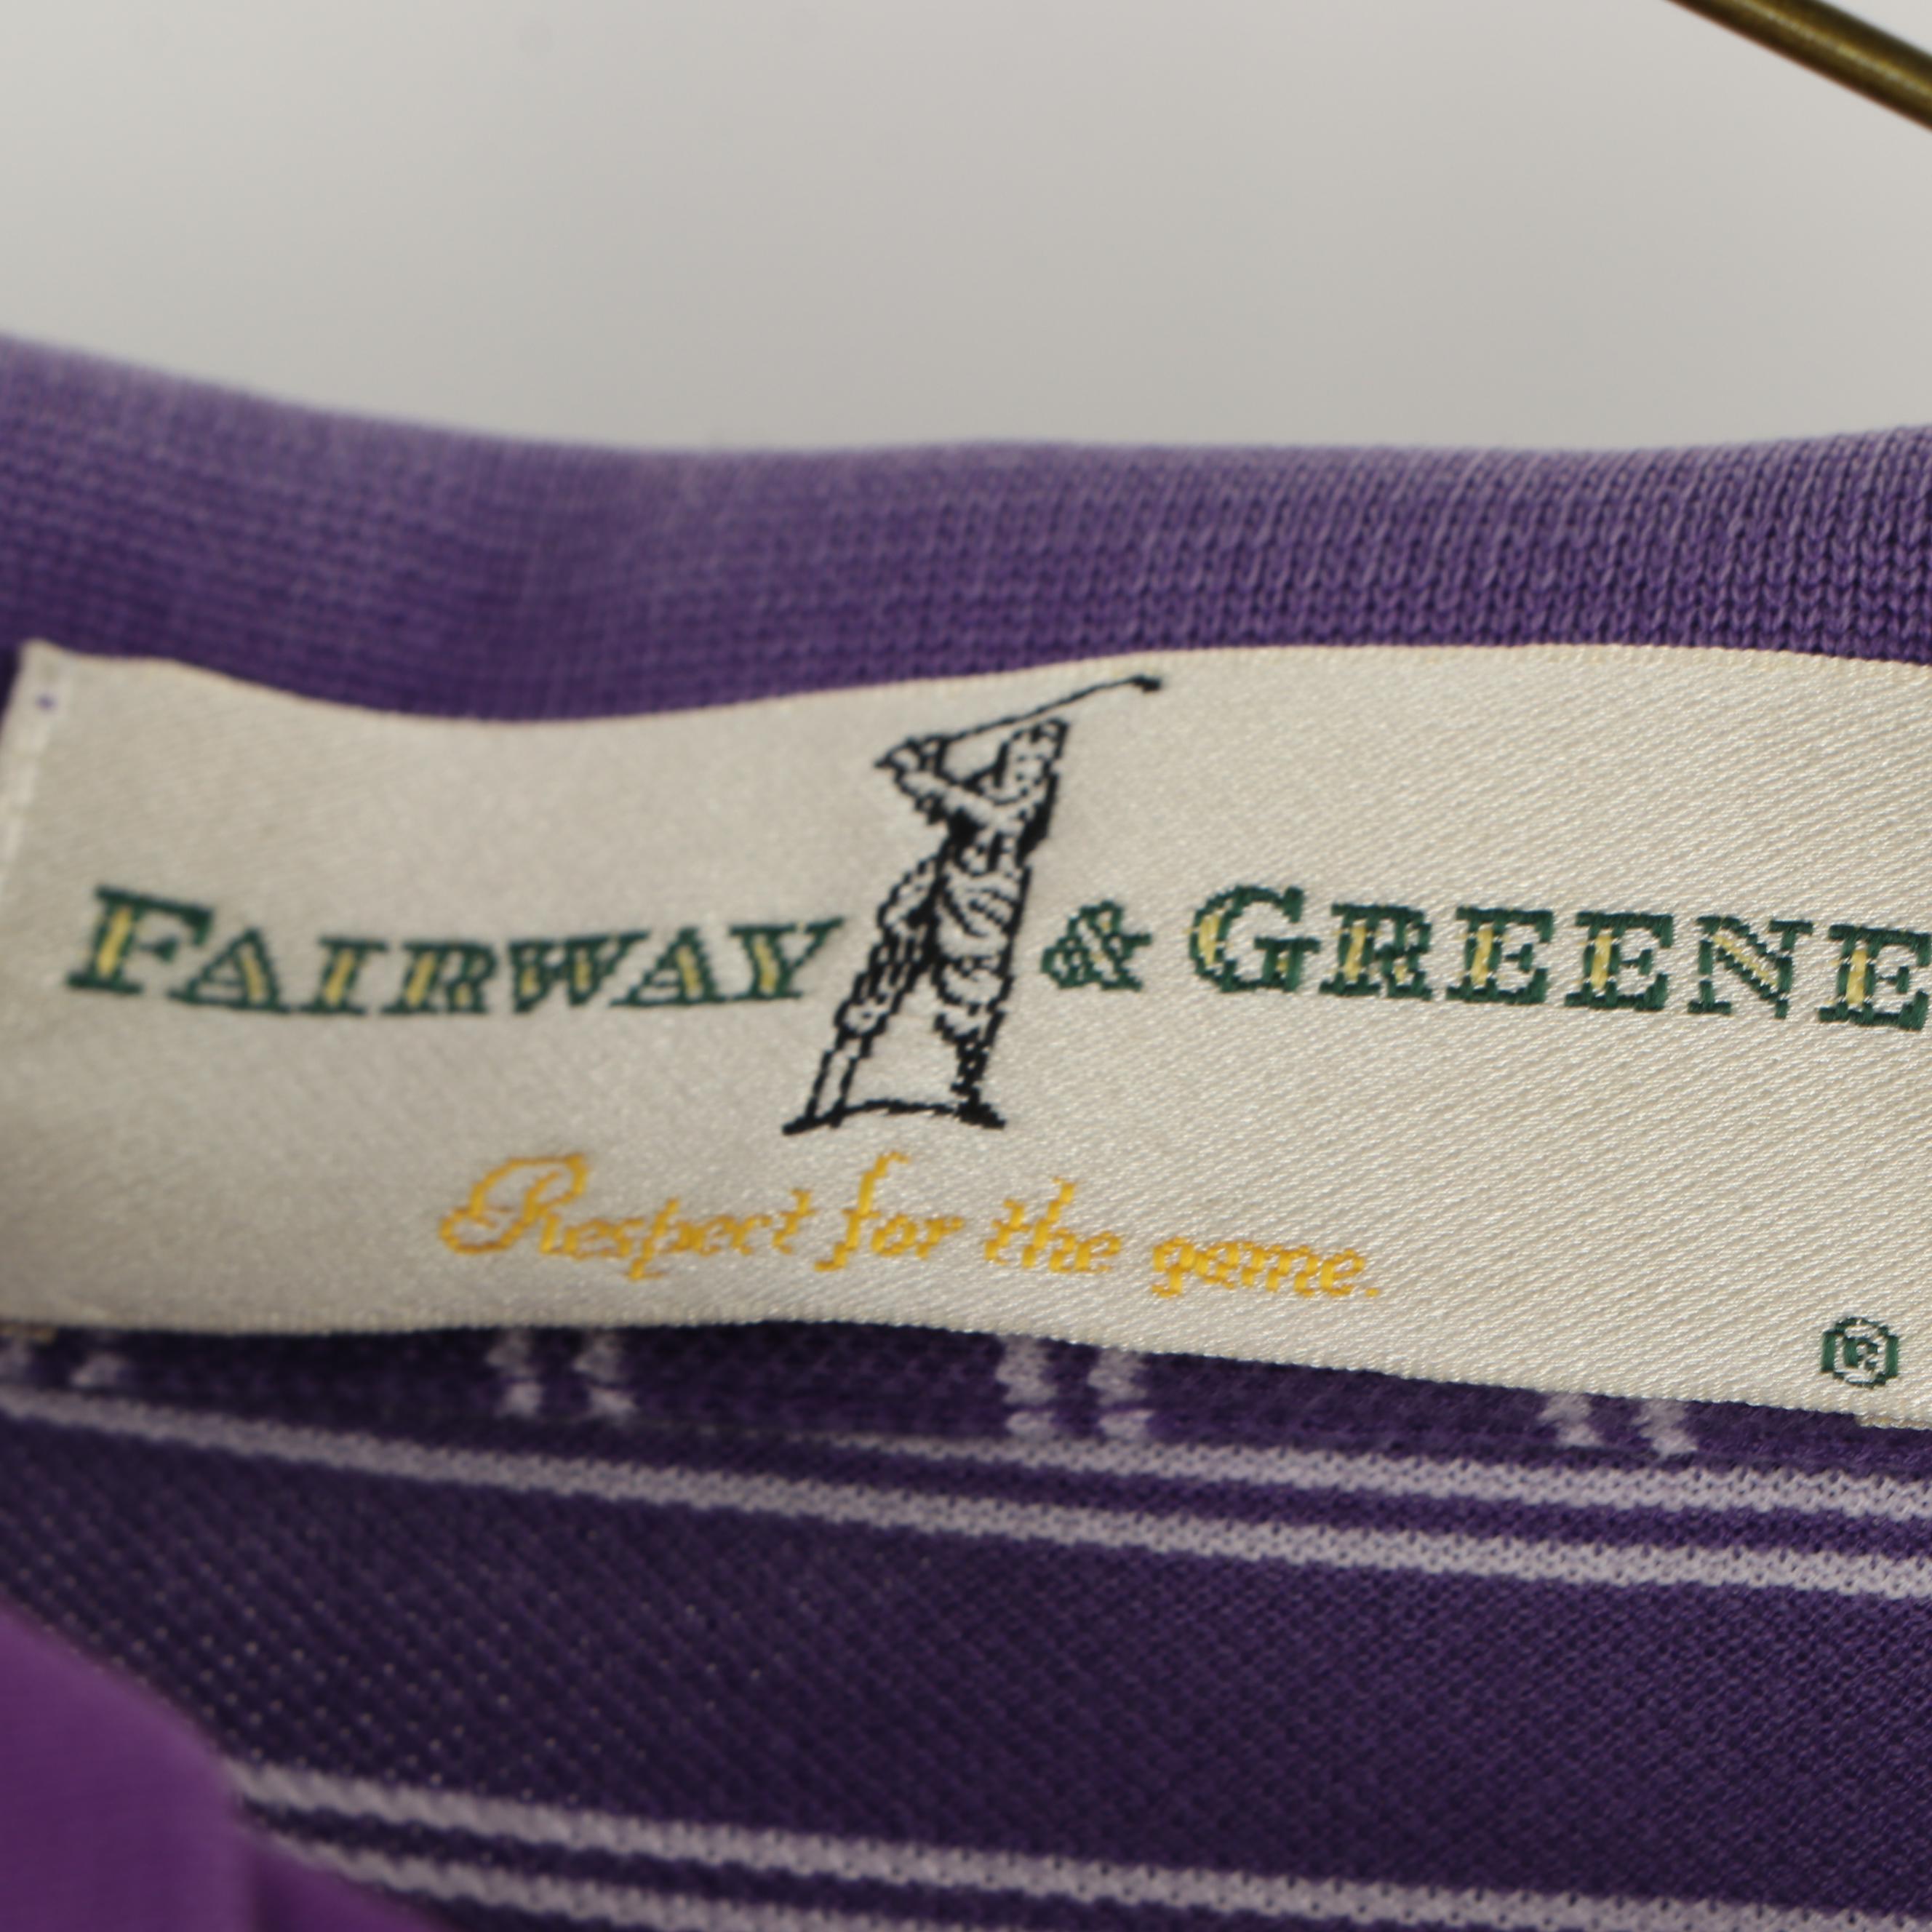 FAIRWAY & GREENE
Respect for the game.
®